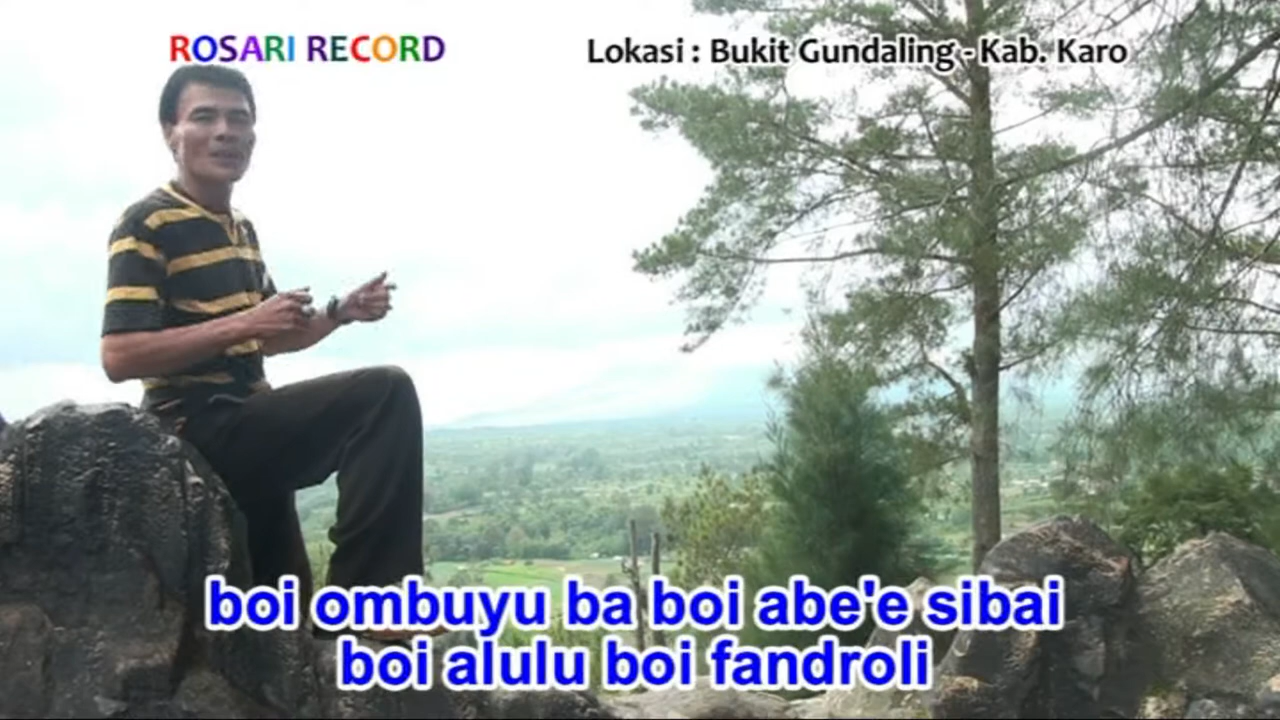 ROSARI RECORD
Lokasi : Bukit Gundaling - Kab. Karo
boi ombuyu ba boi abe'e sibai
boi alulu boi fandroli